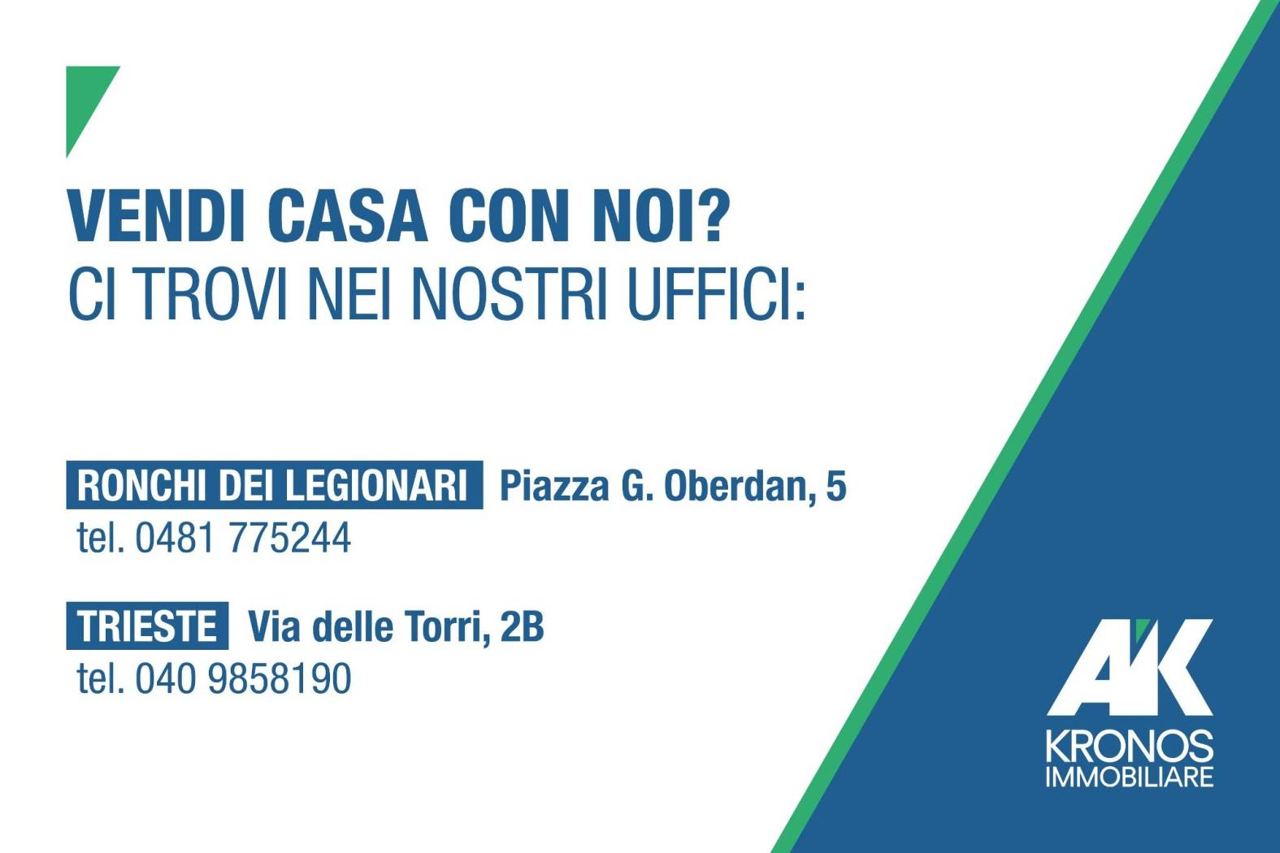 VENDI CASA CON NOI?
CI TROVI NEI NOSTRI UFFICI:
RONCHI DEI LEGIONARI Piazza G. Oberdan, 5
tel. 0481 775244
TRIESTE Via delle Torri, 2B
tel. 040 9858190
AK
KRONOS
IMMOBILIARE